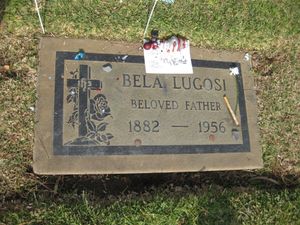 BELA LUGOSI
BELOVED FATHER
1882 — 1956